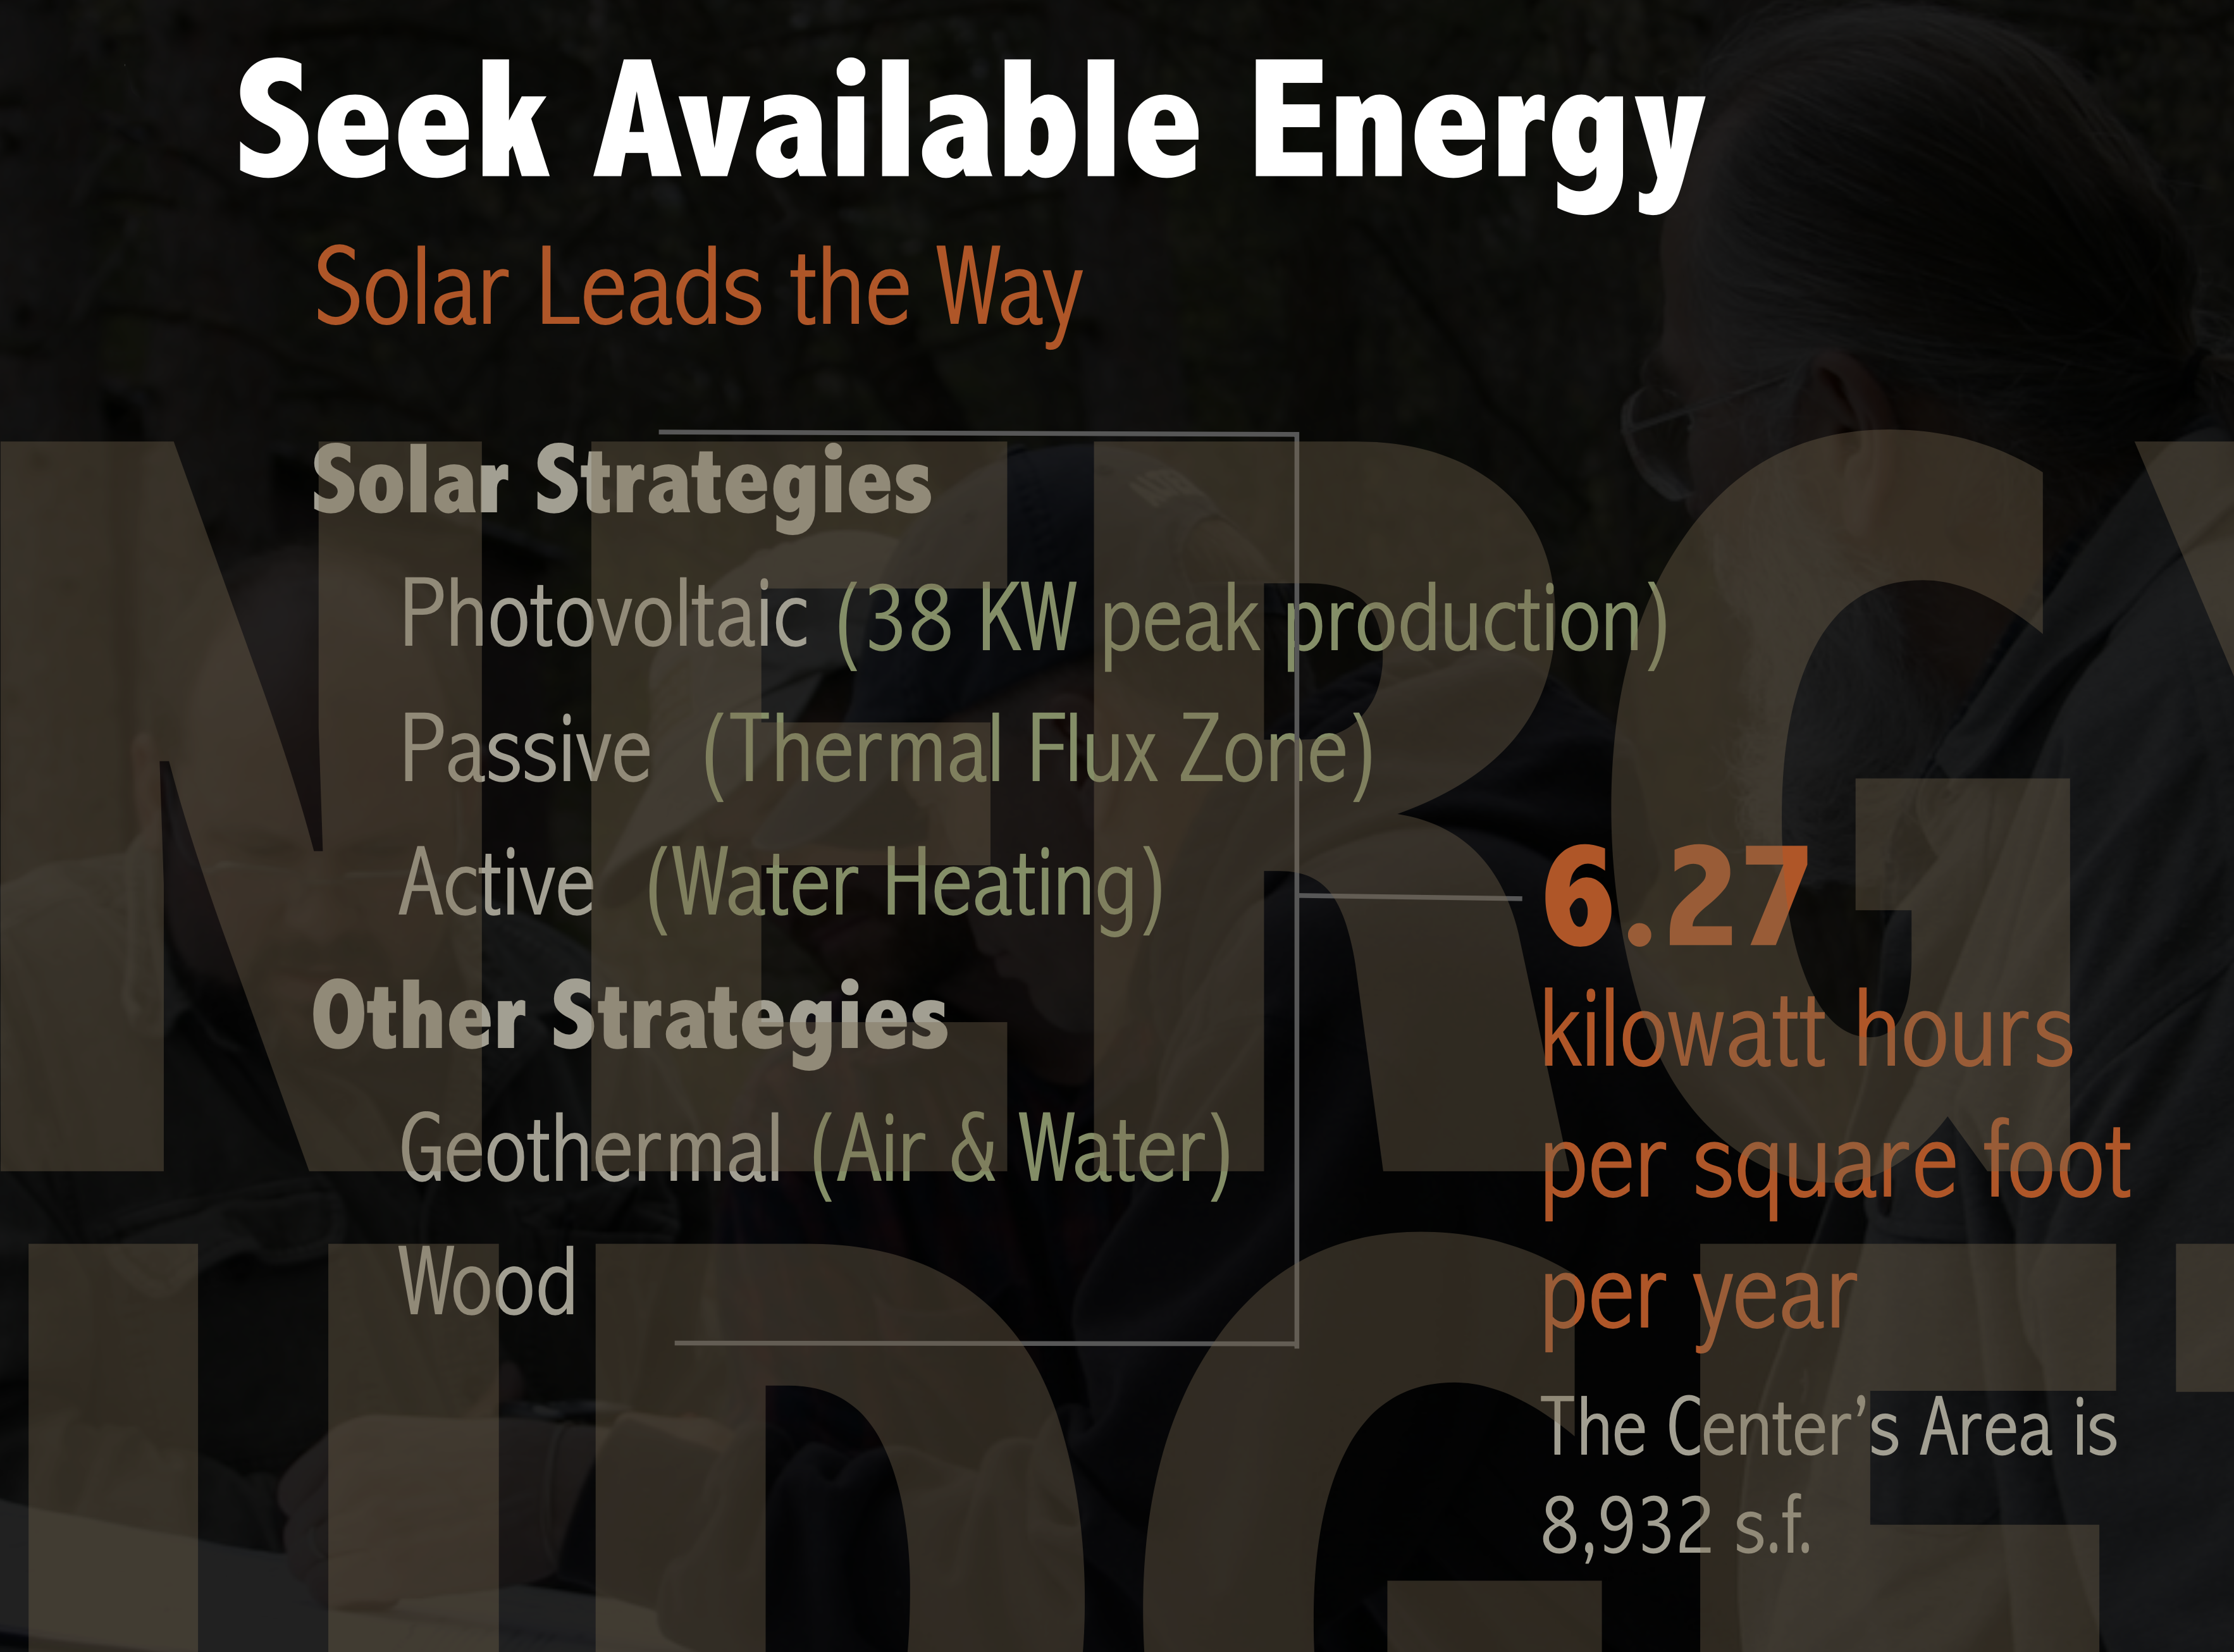 Seek Available Energy
Solar Leads the Way
Solar Strategies
Photovoltaic (38 KW peak production)
Passive (Thermal Flux Zone)
Active (Water Heating)
Other Strategies
Geothermal (Air & Water)
Wood
6.27
kilowatt hours
per square foot
per year
The Center’s Area is
8,932 s.f.
NERGY
UDGET